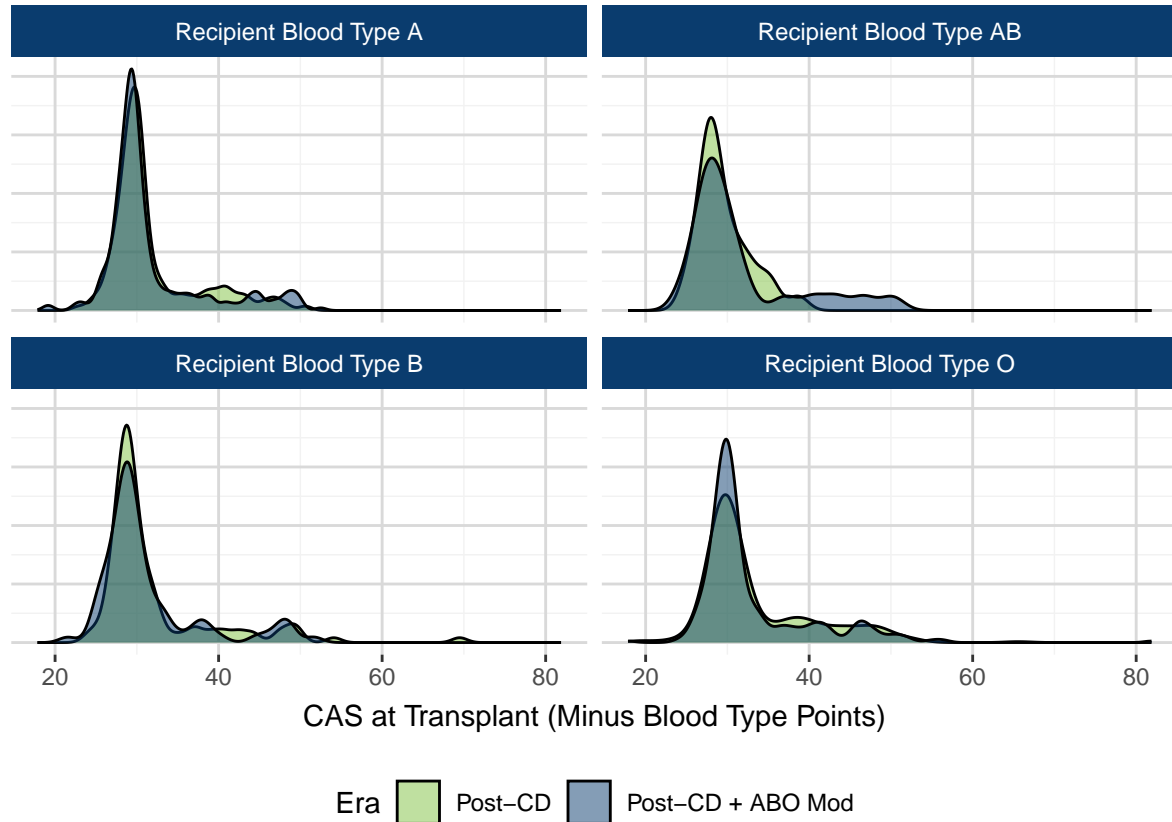 Recipient Blood Type A
Recipient Blood Type AB
Recipient Blood Type B
Recipient Blood Type O
20 40 60 80 20 40 60 80
CAS at Transplant (Minus Blood Type Points)
Era Post−CD Post−CD + ABO Mod